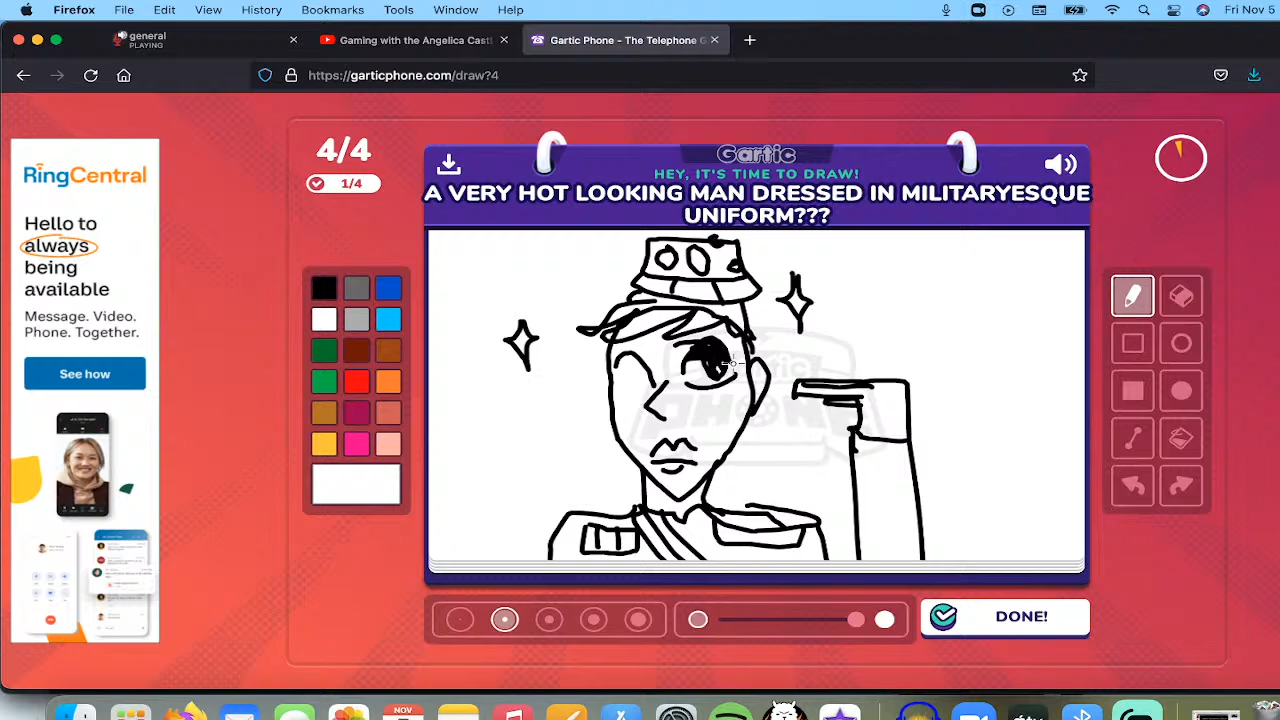 Firefox File Edit View History Bookmarks Tools Window Help Fri Nov 5
general
PLAYING
Gaming with the Angelica Castl
Gartic Phone - The Telephone G
https://garticphone.com/draw?4
4/4
1/4
Gartic
HEY, IT'S TIME TO DRAW!
A VERY HOT LOOKING MAN DRESSED IN MILITARYESQUE
UNIFORM???
RingCentral
Hello to
always
being
available
Message. Video.
Phone. Together.
See how
DONE!
NOV